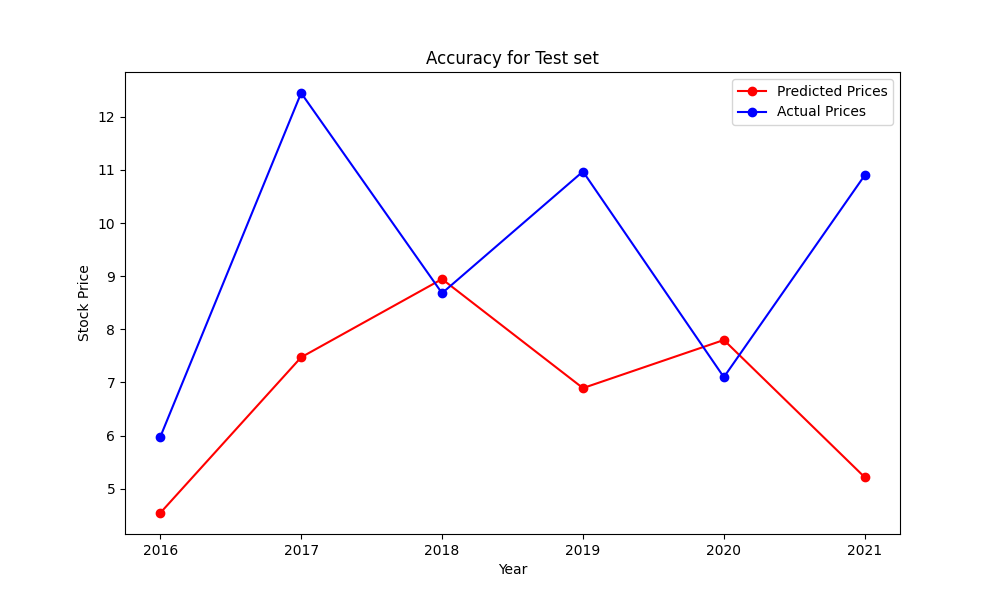 Accuracy for Test set
Predicted Prices
Actual Prices
12
11
10
9
8
7
6
5
Stock Price
2016 2017 2018 2019 2020 2021
Year